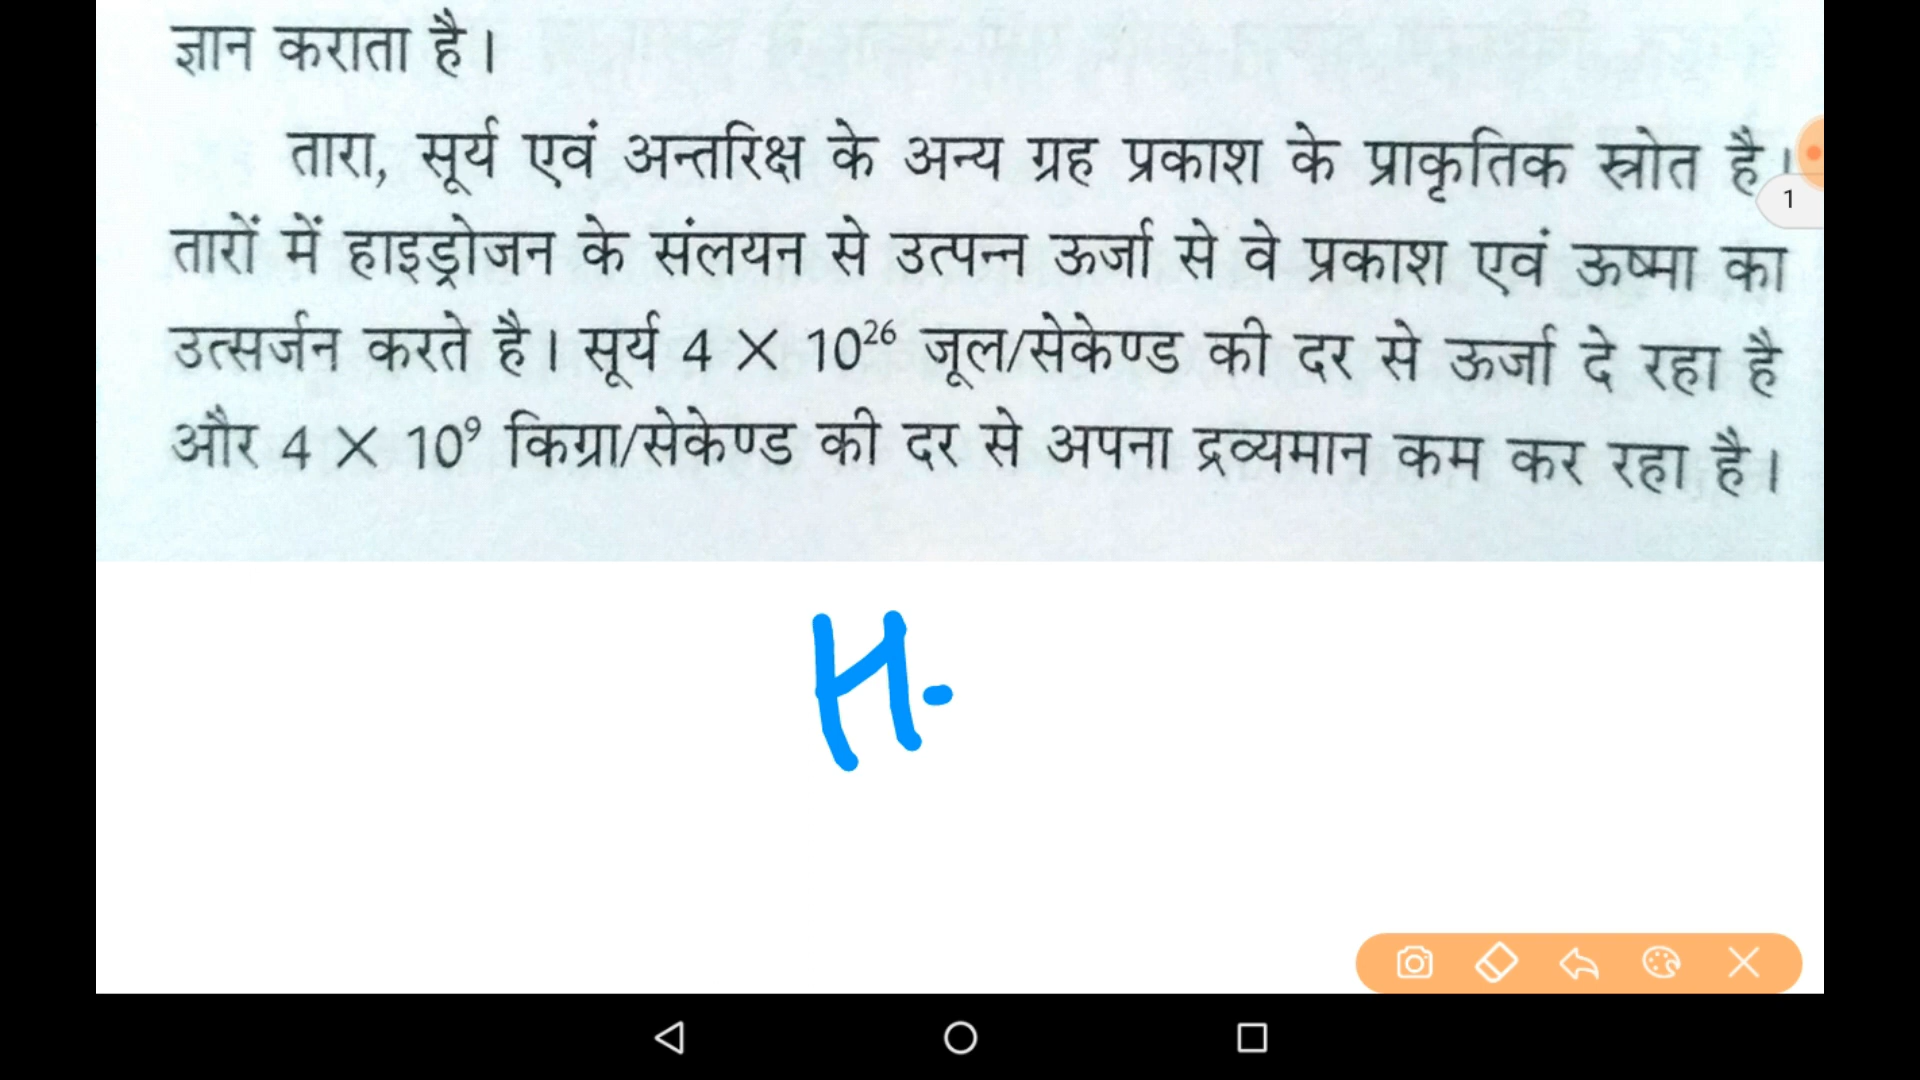 ज्ञान कराता है।
तारा, सूर्य एवं अन्तरिक्ष के अन्य ग्रह प्रकाश के प्राकृतिक स्त्रोत है।
1
तारों में हाइड्रोजन के संलयन से उत्पन्न ऊर्जा से वे प्रकाश एवं ऊष्मा का
उत्सर्जन करते है। सूर्य 4 × 10²⁶ जूल/सेकेण्ड की दर से ऊर्जा दे रहा है
और 4 × 10⁹ किग्रा/सेकेण्ड की दर से अपना द्रव्यमान कम कर रहा है।
H.